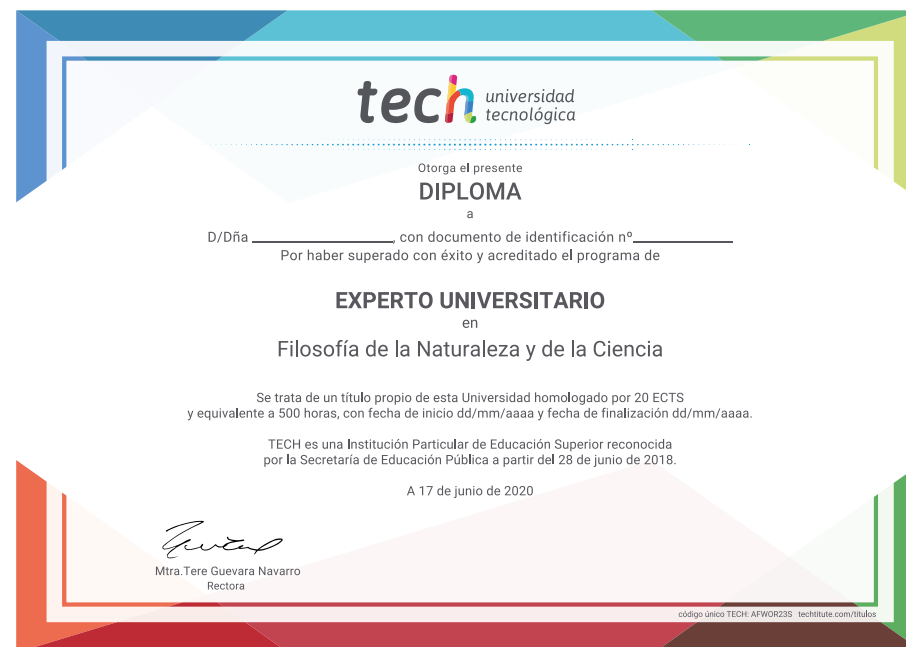 tech universidad
tecnológica
Otorga el presente
DIPLOMA
a
D/Dña ____________________, con documento de identificación nº______________
Por haber superado con éxito y acreditado el programa de
EXPERTO UNIVERSITARIO
en
Filosofía de la Naturaleza y de la Ciencia
Se trata de un título propio de esta Universidad homologado por 20 ECTS
y equivalente a 500 horas, con fecha de inicio dd/mm/aaaa y fecha de finalización dd/mm/aaaa.
TECH es una Institución Particular de Educación Superior reconocida
por la Secretaría de Educación Pública a partir del 28 de junio de 2018.
A 17 de junio de 2020
Mtra.Tere Guevara Navarro
Rectora
código único TECH: AFWOR23S techtitute.com/titulos